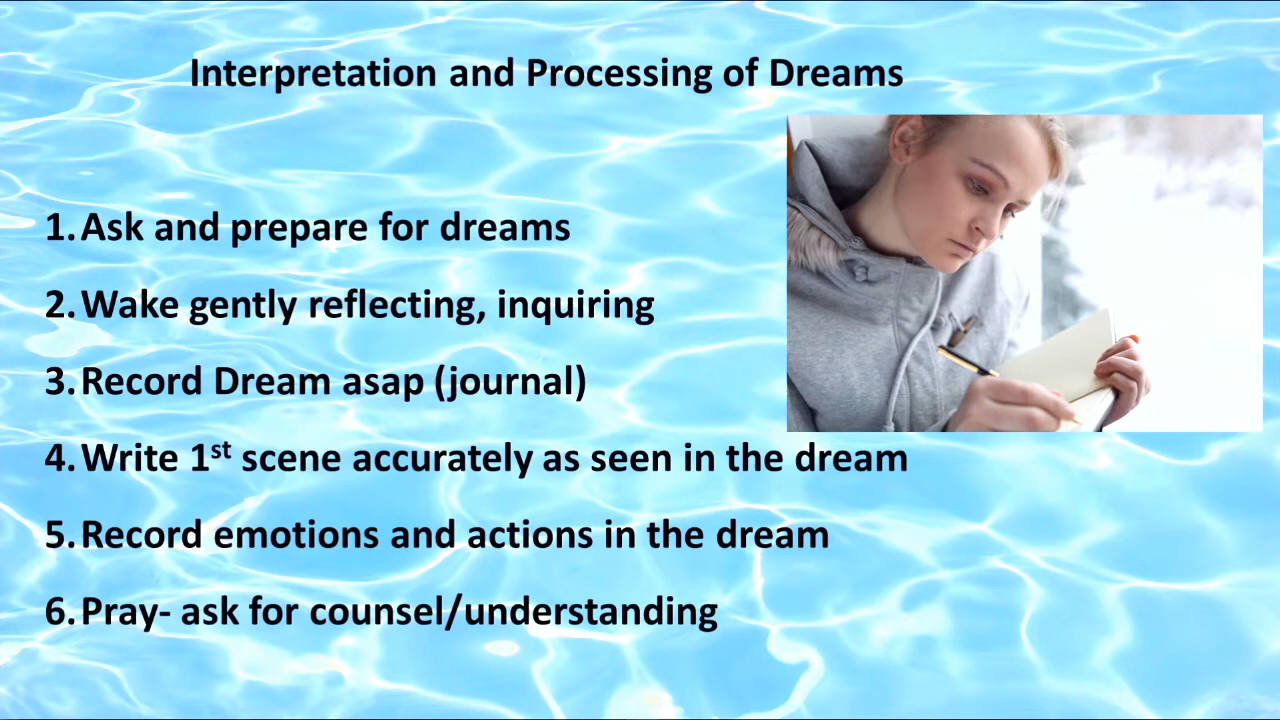 Interpretation and Processing of Dreams
1. Ask and prepare for dreams
2. Wake gently reflecting, inquiring
3. Record Dream asap (journal)
4. Write 1st scene accurately as seen in the dream
5. Record emotions and actions in the dream
6. Pray- ask for counsel/understanding